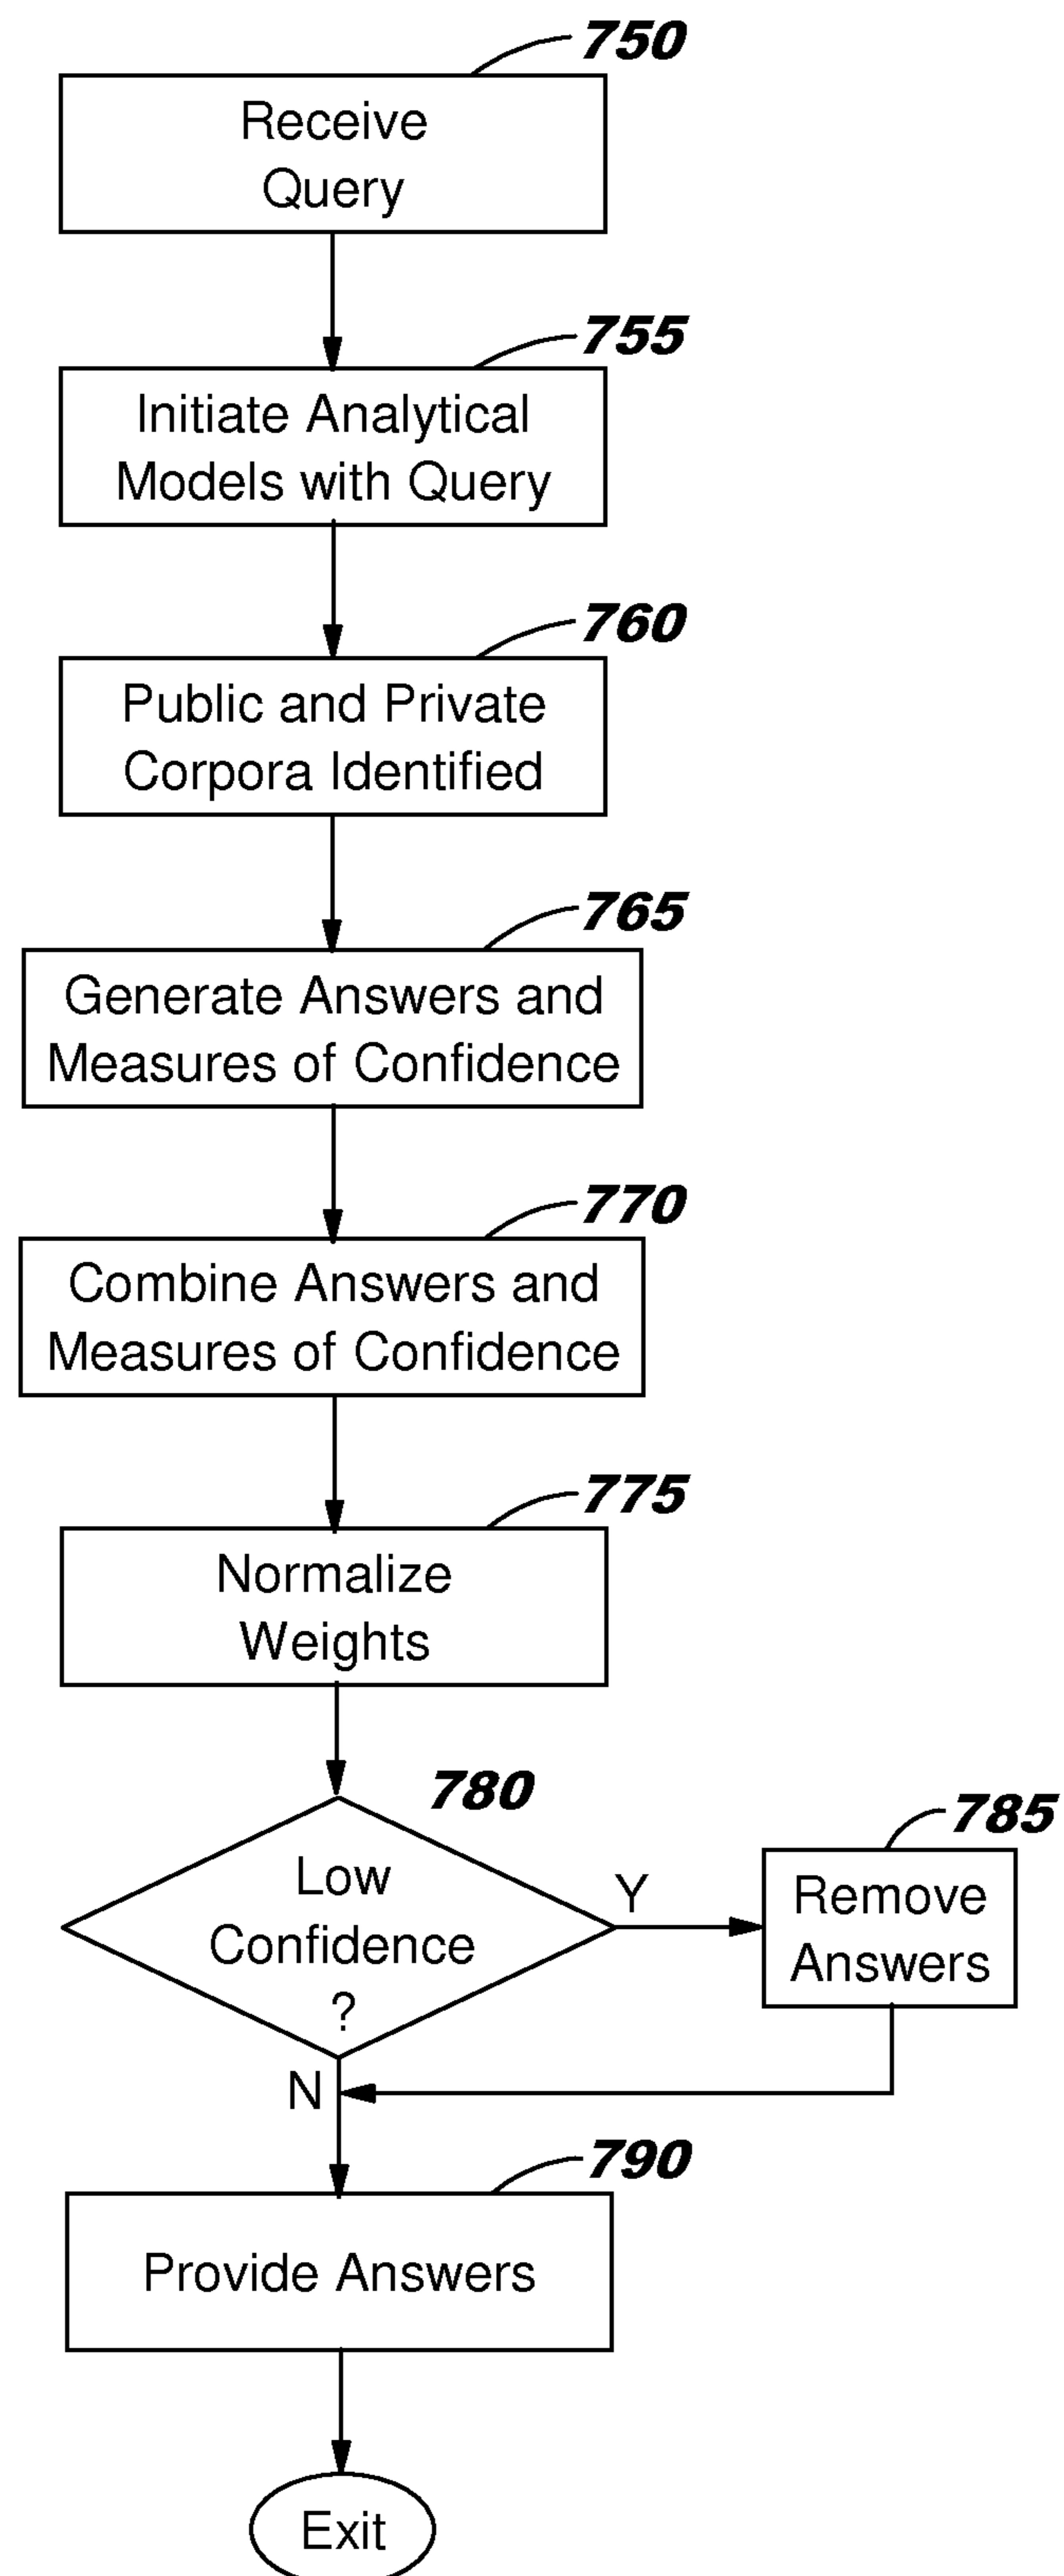 750
Receive
Query
755
Initiate Analytical
Models with Query
760
Public and Private
Corpora Identified
765
Generate Answers and
Measures of Confidence
770
Combine Answers and
Measures of Confidence
775
Normalize
Weights
780
Low
Confidence
?
Y
785
Remove
Answers
N
790
Provide Answers
Exit